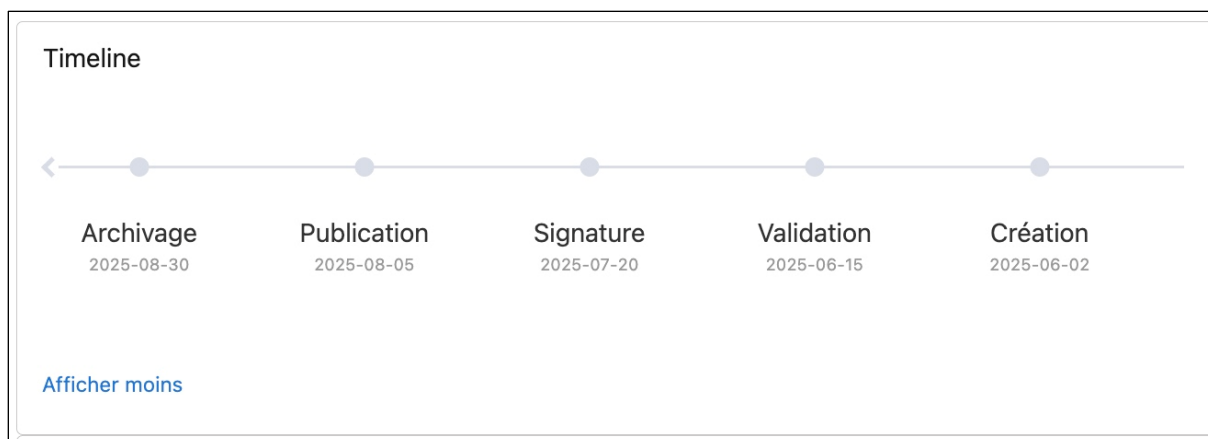 Timeline
Archivage Publication Signature Validation Création
2025-08-30 2025-08-05 2025-07-20 2025-06-15 2025-06-02
Afficher moins